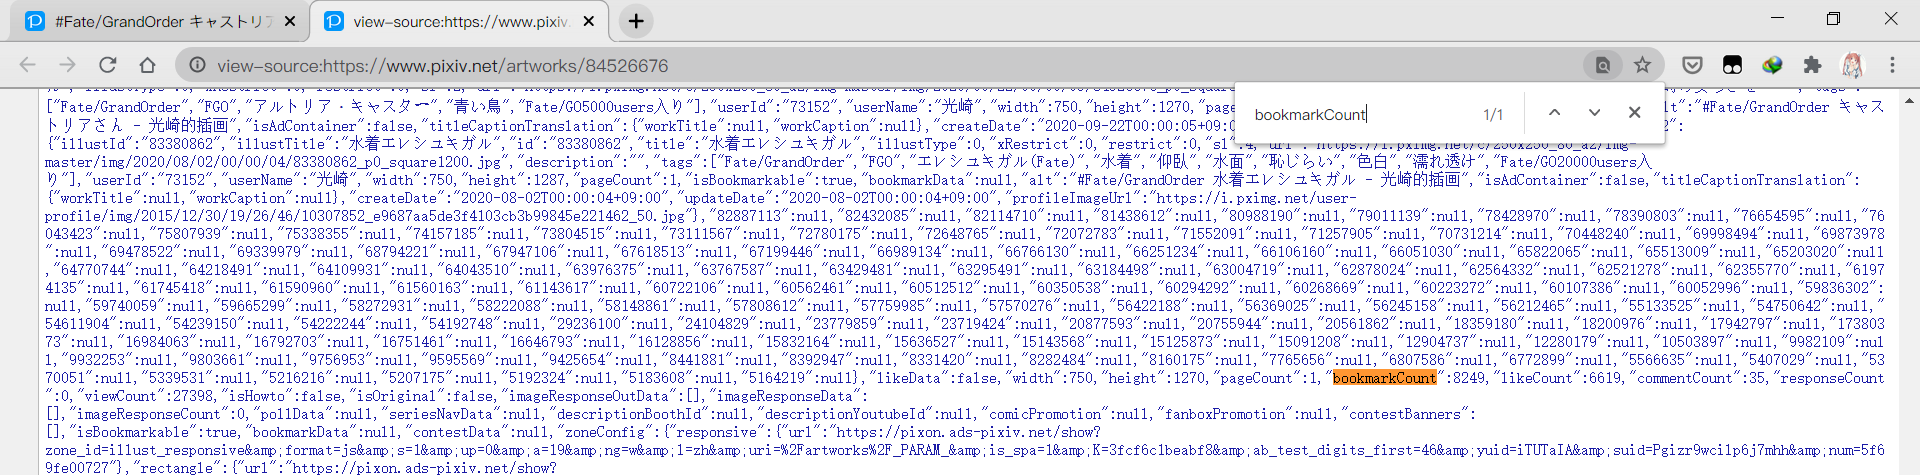 #Fate/GrandOrder キャストリア
view-source:https://www.pixiv.
view-source:https://www.pixiv.net/artworks/84526676
bookmarkCount 1/1
["Fate/GrandOrder","FGO","アルトリア・キャスター","青い鳥","Fate/GO5000users入り"],"userId":"73152","userName":"光崎","width":750,"height":1270,"pag
alt":"#Fate/GrandOrder キャ
ストリアさん - 光崎的插画","isAdContainer":false,"titleCaptionTranslation":{"workTitle":null,"workCaption":null},"createDate":"2020-09-22T00:00:05+09:0
{"illustId":"83380862","illustTitle":"水着エレシュキガル","id":"83380862","title":"水着エレシュキガル","illustType":0,"xRestrict":0,"restrict":0,"sl":4,"url":"https://i.pximg.net/c/250x250_80_a2/img-
master/img/2020/08/02/00/00/04/83380862_p0_square1200.jpg","description":"","tags":["Fate/GrandOrder","FGO","エレシュキガル(Fate)","水着","仰臥","水面","恥じらい","色白","濡れ透け","Fate/GO20000users入
り"],"userId":"73152","userName":"光崎","width":750,"height":1287,"pageCount":1,"isBookmarkable":true,"bookmarkData":null,"alt":"#Fate/GrandOrder 水着エレシュキガル - 光崎的插画","isAdContainer":false,"titleCaptionTranslation":
{"workTitle":null,"workCaption":null},"createDate":"2020-08-02T00:00:04+09:00","updateDate":"2020-08-02T00:00:04+09:00","profileImageUrl":"https://i.pximg.net/user-
profile/img/2015/12/30/19/26/46/10307852_e9687aa5de3f4103cb3b99845e221462_50.jpg"},"82887113":null,"82432085":null,"82114710":null,"81438612":null,"80988190":null,"79011139":null,"78428970":null,"78390803":null,"76654595":null,"76
043423":null,"75807939":null,"75338355":null,"74157185":null,"73804515":null,"73111567":null,"72780175":null,"72648765":null,"72072783":null,"71552091":null,"71257905":null,"70731214":null,"70448240":null,"69998494":null,"69873978
":null,"69478522":null,"69339979":null,"68794221":null,"67947106":null,"67618513":null,"67199446":null,"66989134":null,"66766130":null,"66251234":null,"66106160":null,"66051030":null,"65822065":null,"65513009":null,"65203020":null
,"64770744":null,"64218491":null,"64109931":null,"64043510":null,"63976375":null,"63767587":null,"63429481":null,"63295491":null,"63184498":null,"63004719":null,"62878024":null,"62564332":null,"62521278":null,"62355770":null,"6197
4135":null,"61745418":null,"61590960":null,"61560163":null,"61143617":null,"60722106":null,"60562461":null,"60512512":null,"60350538":null,"60294292":null,"60268669":null,"60223272":null,"60107386":null,"60052996":null,"59836302":
null,"59740059":null,"59665299":null,"58272931":null,"58222088":null,"58148861":null,"57808612":null,"57759985":null,"57570276":null,"56422188":null,"56369025":null,"56245158":null,"56212465":null,"55133525":null,"54750642":null,"
54611904":null,"54239150":null,"54222244":null,"54192748":null,"29236100":null,"24104829":null,"23779859":null,"23719424":null,"20877593":null,"20755944":null,"20561862":null,"18359180":null,"18200976":null,"17942797":null,"173803
73":null,"16984063":null,"16792703":null,"16751461":null,"16646793":null,"16128856":null,"15832164":null,"15636527":null,"15143568":null,"15125873":null,"15091208":null,"12904737":null,"12280179":null,"10503897":null,"9982109":nul
l,"9932253":null,"9803661":null,"9756953":null,"9595569":null,"9425654":null,"8441881":null,"8392947":null,"8331420":null,"8282484":null,"8160175":null,"7765656":null,"6807586":null,"6772899":null,"5566635":null,"5407029":null,"5
370051":null,"5339531":null,"5216216":null,"5207175":null,"5192324":null,"5183608":null,"5164219":null},"likeData":false,"width":750,"height":1270,"pageCount":1,"bookmarkCount":8249,"likeCount":6619,"commentCount":35,"responseCount
":0,"viewCount":27398,"isHowto":false,"isOriginal":false,"imageResponseOutData":[],"imageResponseData":
[],"imageResponseCount":0,"pollData":null,"seriesNavData":null,"descriptionBoothId":null,"descriptionYoutubeId":null,"comicPromotion":null,"fanboxPromotion":null,"contestBanners":
[],"isBookmarkable":true,"bookmarkData":null,"contestData":null,"zoneConfig":{"responsive":{"url":"https://pixon.ads-pixiv.net/show?
zone_id=illust_responsive&amp;format=js&amp;s=1&amp;up=0&amp;a=19&amp;ng=w&amp;l=zh&amp;uri=%2Fartworks%2F_PARAM_&amp;is_spa=1&amp;K=3fcf6c1beabf8&amp;ab_test_digits_first=46&amp;yuid=iTUTaIA&amp;suid=Pgizr9wci1p6j7mhh&amp;num=5f6
9fe00727"},"rectangle":{"url":"https://pixon.ads-pixiv.net/show?